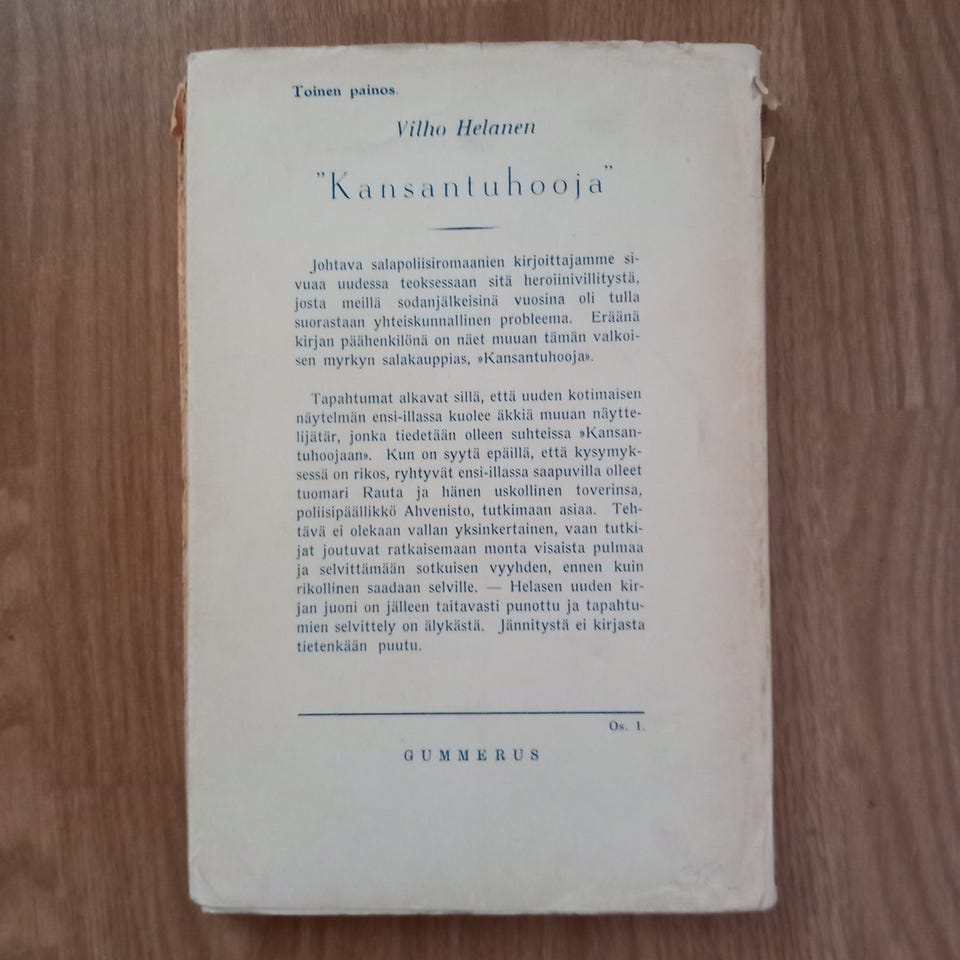 Toinen painos.
Vilho Helanen
"Kansantuhooja"
Johtava salapoliisiromaanien kirjoittajamme si-
vuaa uudessa teoksessaan sitä heroiinivillitystä,
josta meillä sodanjälkeisinä vuosina oli tulla
suorastaan yhteiskunnallinen probleema. Eräänä
kirjan päähenkilönä on näet muuan tämän valkoi-
sen myrkyn salakauppias, »Kansantuhooja».
Tapahtumat alkavat sillä, että uuden kotimaisen
näytelmän ensi-illassa kuolee äkkiä muuan näytte-
lijätär, jonka tiedetään olleen suhteissa »Kansan-
tuhoojaan». Kun on syytä epäillä, että kysymyk-
sessä on rikos, ryhtyvät ensi-illassa saapuvilla olleet
tuomari Rauta ja hänen uskollinen toverinsa,
poliisipäällikkö Ahvenisto, tutkimaan asiaa. Teh-
tävä ei olekaan vallan yksinkertainen, vaan tutki-
jat joutuvat ratkaisemaan monta visaista pulmaa
ja selvittämään sotkuisen vyyhden, ennen kuin
rikollinen saadaan selville. — Helasen uuden kir-
jan juoni on jälleen taitavasti punottu ja tapahtu-
mien selvittely on älykästä. Jännitystä ei kirjasta
tietenkään puutu.
Os. 1.
GUMMERUS